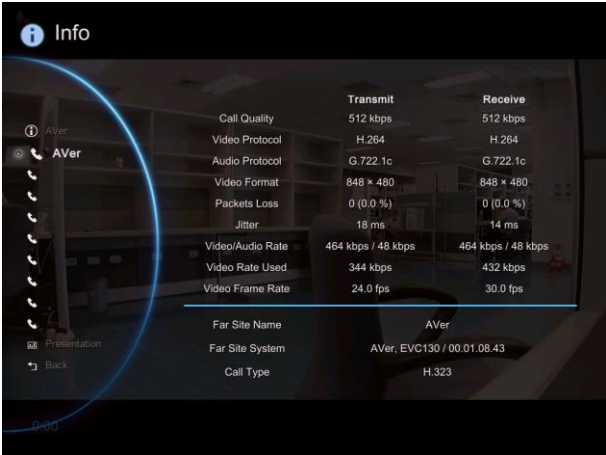 Info
Transmit Receive
Call Quality 512 kbps 512 kbps
AVer
Video Protocol H.264 H.264
AVer
Audio Protocol G.722.1c G.722.1c
Video Format 848 × 480 848 × 480
Packets Loss 0 (0.0 %) 0 (0.0 %)
Jitter 18 ms 14 ms
Video/Audio Rate 464 kbps / 48 kbps 464 kbps / 48 kbps
Video Rate Used 344 kbps 432 kbps
Video Frame Rate 24.0 fps 30.0 fps
Far Site Name AVer
Presentation
Far Site System AVer, EVC130 / 00.01.08.43
Back
Call Type H.323
0:00